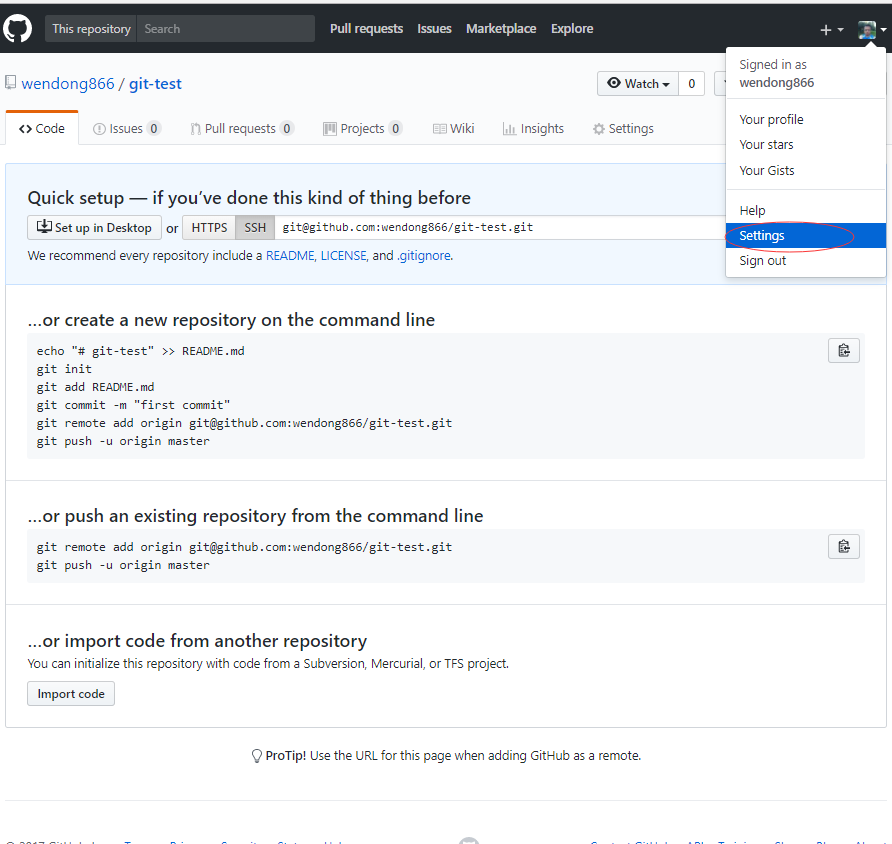 This repository Search Pull requests Issues Marketplace Explore
Signed in as
wendong866
Your profile
Your stars
Your Gists
Help
Settings
Sign out
wendong866 / git-test
Watch 0
Code Issues 0 Pull requests 0 Projects 0 Wiki Insights Settings
Quick setup — if you’ve done this kind of thing before
Set up in Desktop or HTTPS SSH git@github.com:wendong866/git-test.git
We recommend every repository include a README, LICENSE, and .gitignore.
…or create a new repository on the command line
echo "# git-test" >> README.md
git init
git add README.md
git commit -m "first commit"
git remote add origin git@github.com:wendong866/git-test.git
git push -u origin master
…or push an existing repository from the command line
git remote add origin git@github.com:wendong866/git-test.git
git push -u origin master
…or import code from another repository
You can initialize this repository with code from a Subversion, Mercurial, or TFS project.
Import code
ProTip! Use the URL for this page when adding GitHub as a remote.